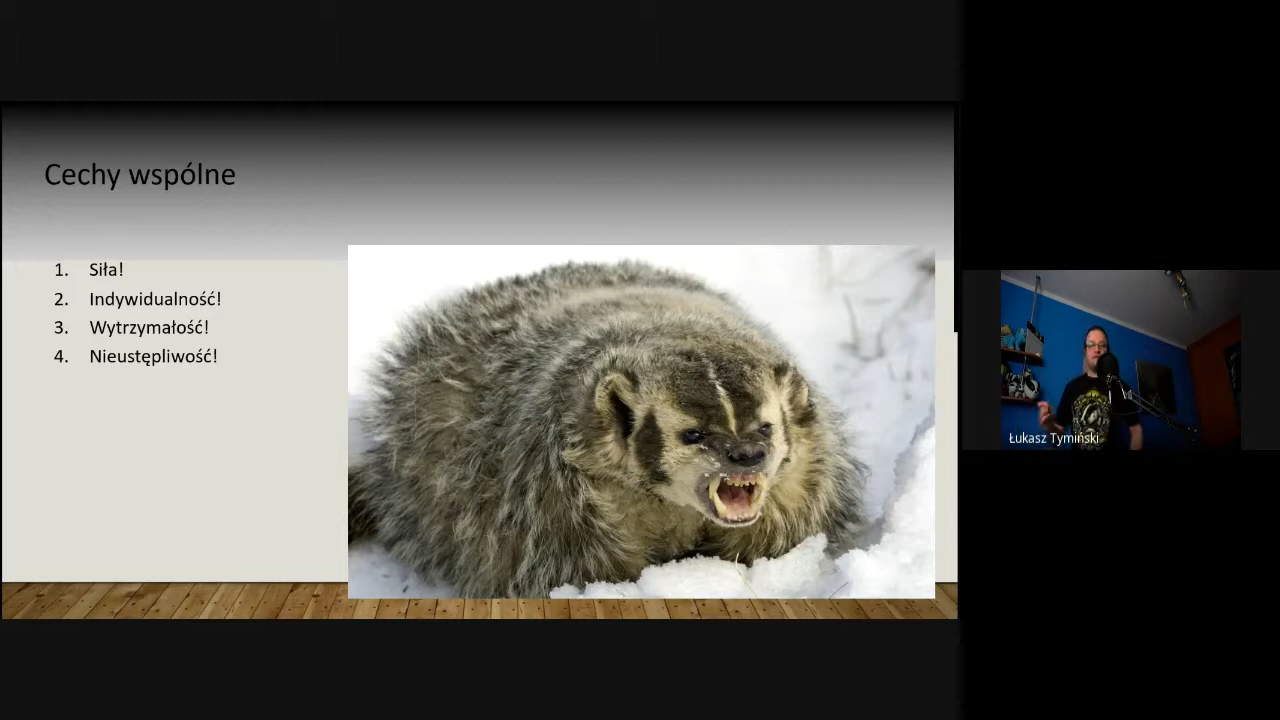 Cechy wspólne
1. Siła!
2. Indywidualność!
3. Wytrzymałość!
4. Nieustępliwość!
Łukasz Tymiński